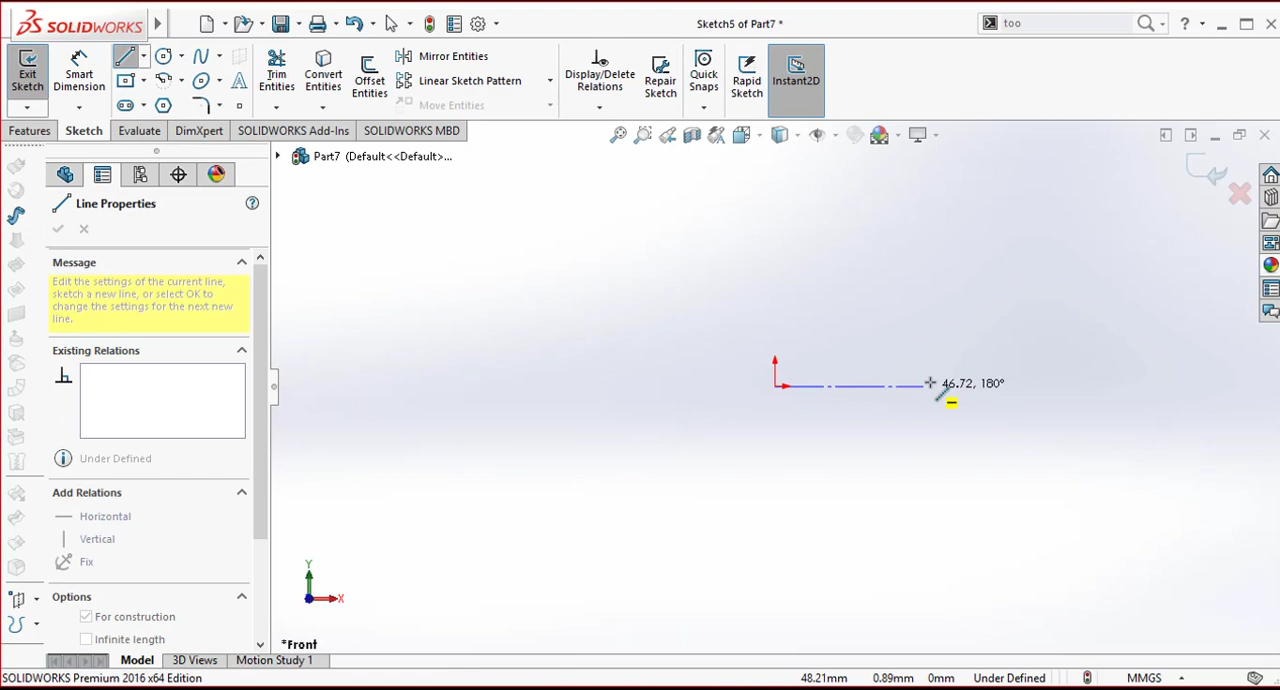 SOLIDWORKS
Sketch5 of Part7 *
too
?
Exit Sketch
Smart Dimension
Trim Entities
Convert Entities
Offset Entities
Mirror Entities
Linear Sketch Pattern
Move Entities
Display/Delete Relations
Repair Sketch
Quick Snaps
Rapid Sketch
Instant2D
Features
Sketch
Evaluate
DimXpert
SOLIDWORKS Add-Ins
SOLIDWORKS MBD
Part7 (Default<<Default>...
Line Properties
?
Message
Edit the settings of the current line,
sketch a new line, or select OK to
change the settings for the next new
line.
Existing Relations
Under Defined
Add Relations
Horizontal
Vertical
Fix
Options
For construction
Infinite length
46.72, 180°
Y
X
*Front
Model
3D Views
Motion Study 1
SOLIDWORKS Premium 2016 x64 Edition
48.21mm
0.89mm
0mm
Under Defined
MMGS